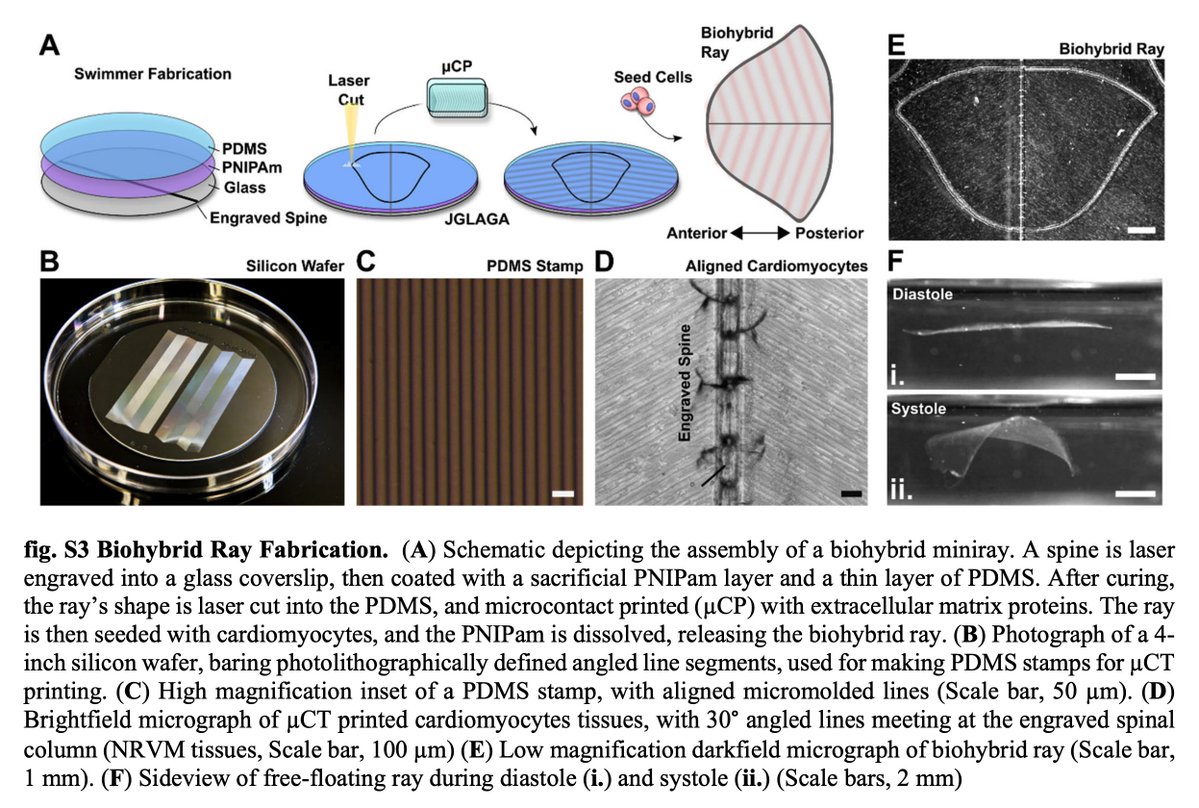 A
Swimmer Fabrication
PDMS
PNIPAm
Glass
Engraved Spine
Laser
Cut
µCP
JGLAGA
Seed Cells
Biohybrid
Ray
Anterior
Posterior
E
Biohybrid Ray
B
Silicon Wafer
C
PDMS Stamp
D
Aligned Cardiomyocytes
Engraved Spine
F
Diastole
i.
Systole
ii.
fig. S3 Biohybrid Ray Fabrication. (A) Schematic depicting the assembly of a biohybrid miniray. A spine is laser
engraved into a glass coverslip, then coated with a sacrificial PNIPam layer and a thin layer of PDMS. After curing,
the ray's shape is laser cut into the PDMS, and microcontact printed (µCP) with extracellular matrix proteins. The ray
is then seeded with cardiomyocytes, and the PNIPam is dissolved, releasing the biohybrid ray. (B) Photograph of a 4-
inch silicon wafer, baring photolithographically defined angled line segments, used for making PDMS stamps for µCT
printing. (C) High magnification inset of a PDMS stamp, with aligned micromolded lines (Scale bar, 50 µm). (D)
Brightfield micrograph of µCT printed cardiomyocytes tissues, with 30° angled lines meeting at the engraved spinal
column (NRVM tissues, Scale bar, 100 µm) (E) Low magnification darkfield micrograph of biohybrid ray (Scale bar,
1 mm). (F) Sideview of free-floating ray during diastole (i.) and systole (ii.) (Scale bars, 2 mm)